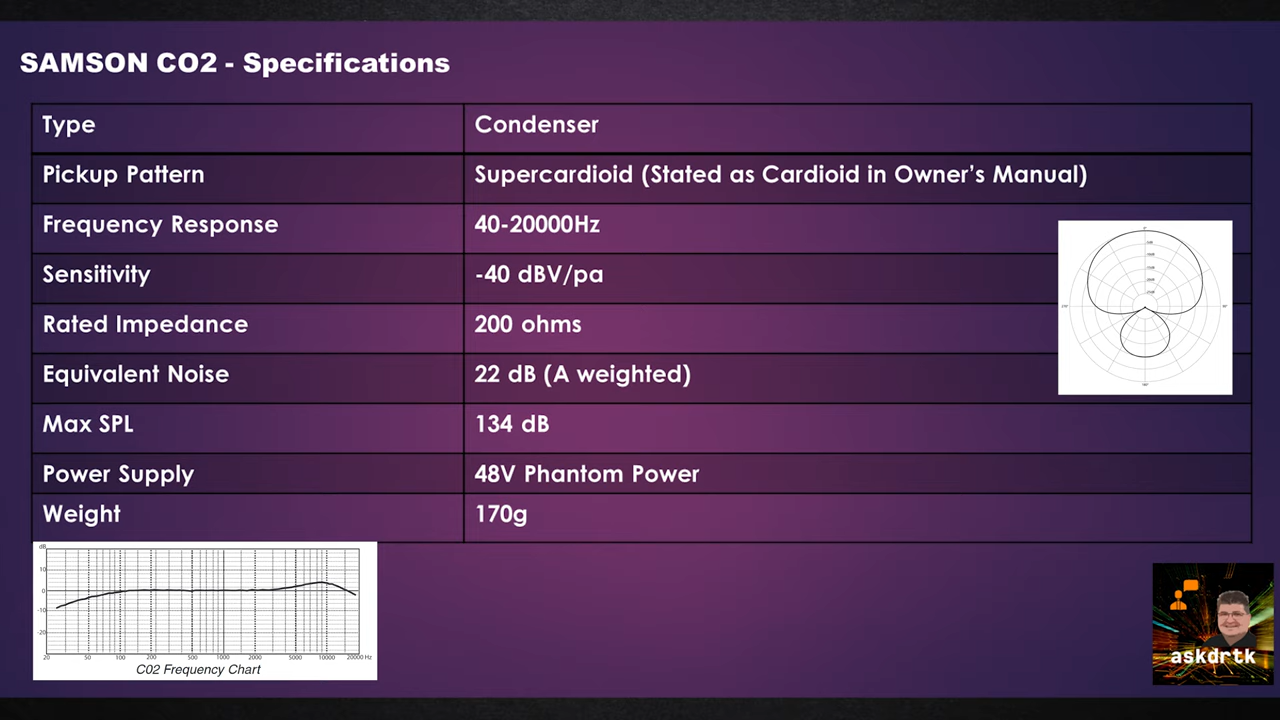 SAMSON CO2 - Specifications
Type Condenser
Pickup Pattern Supercardioid (Stated as Cardioid in Owner's Manual)
Frequency Response 40-20000Hz
Sensitivity -40 dBV/pa
Rated Impedance 200 ohms
Equivalent Noise 22 dB (A weighted)
Max SPL 134 dB
Power Supply 48V Phantom Power
Weight 170g
dB
10
0
-10
-20
20 50 100 200 500 1000 2000 5000 10000 20000 Hz
C02 Frequency Chart
askdrtk